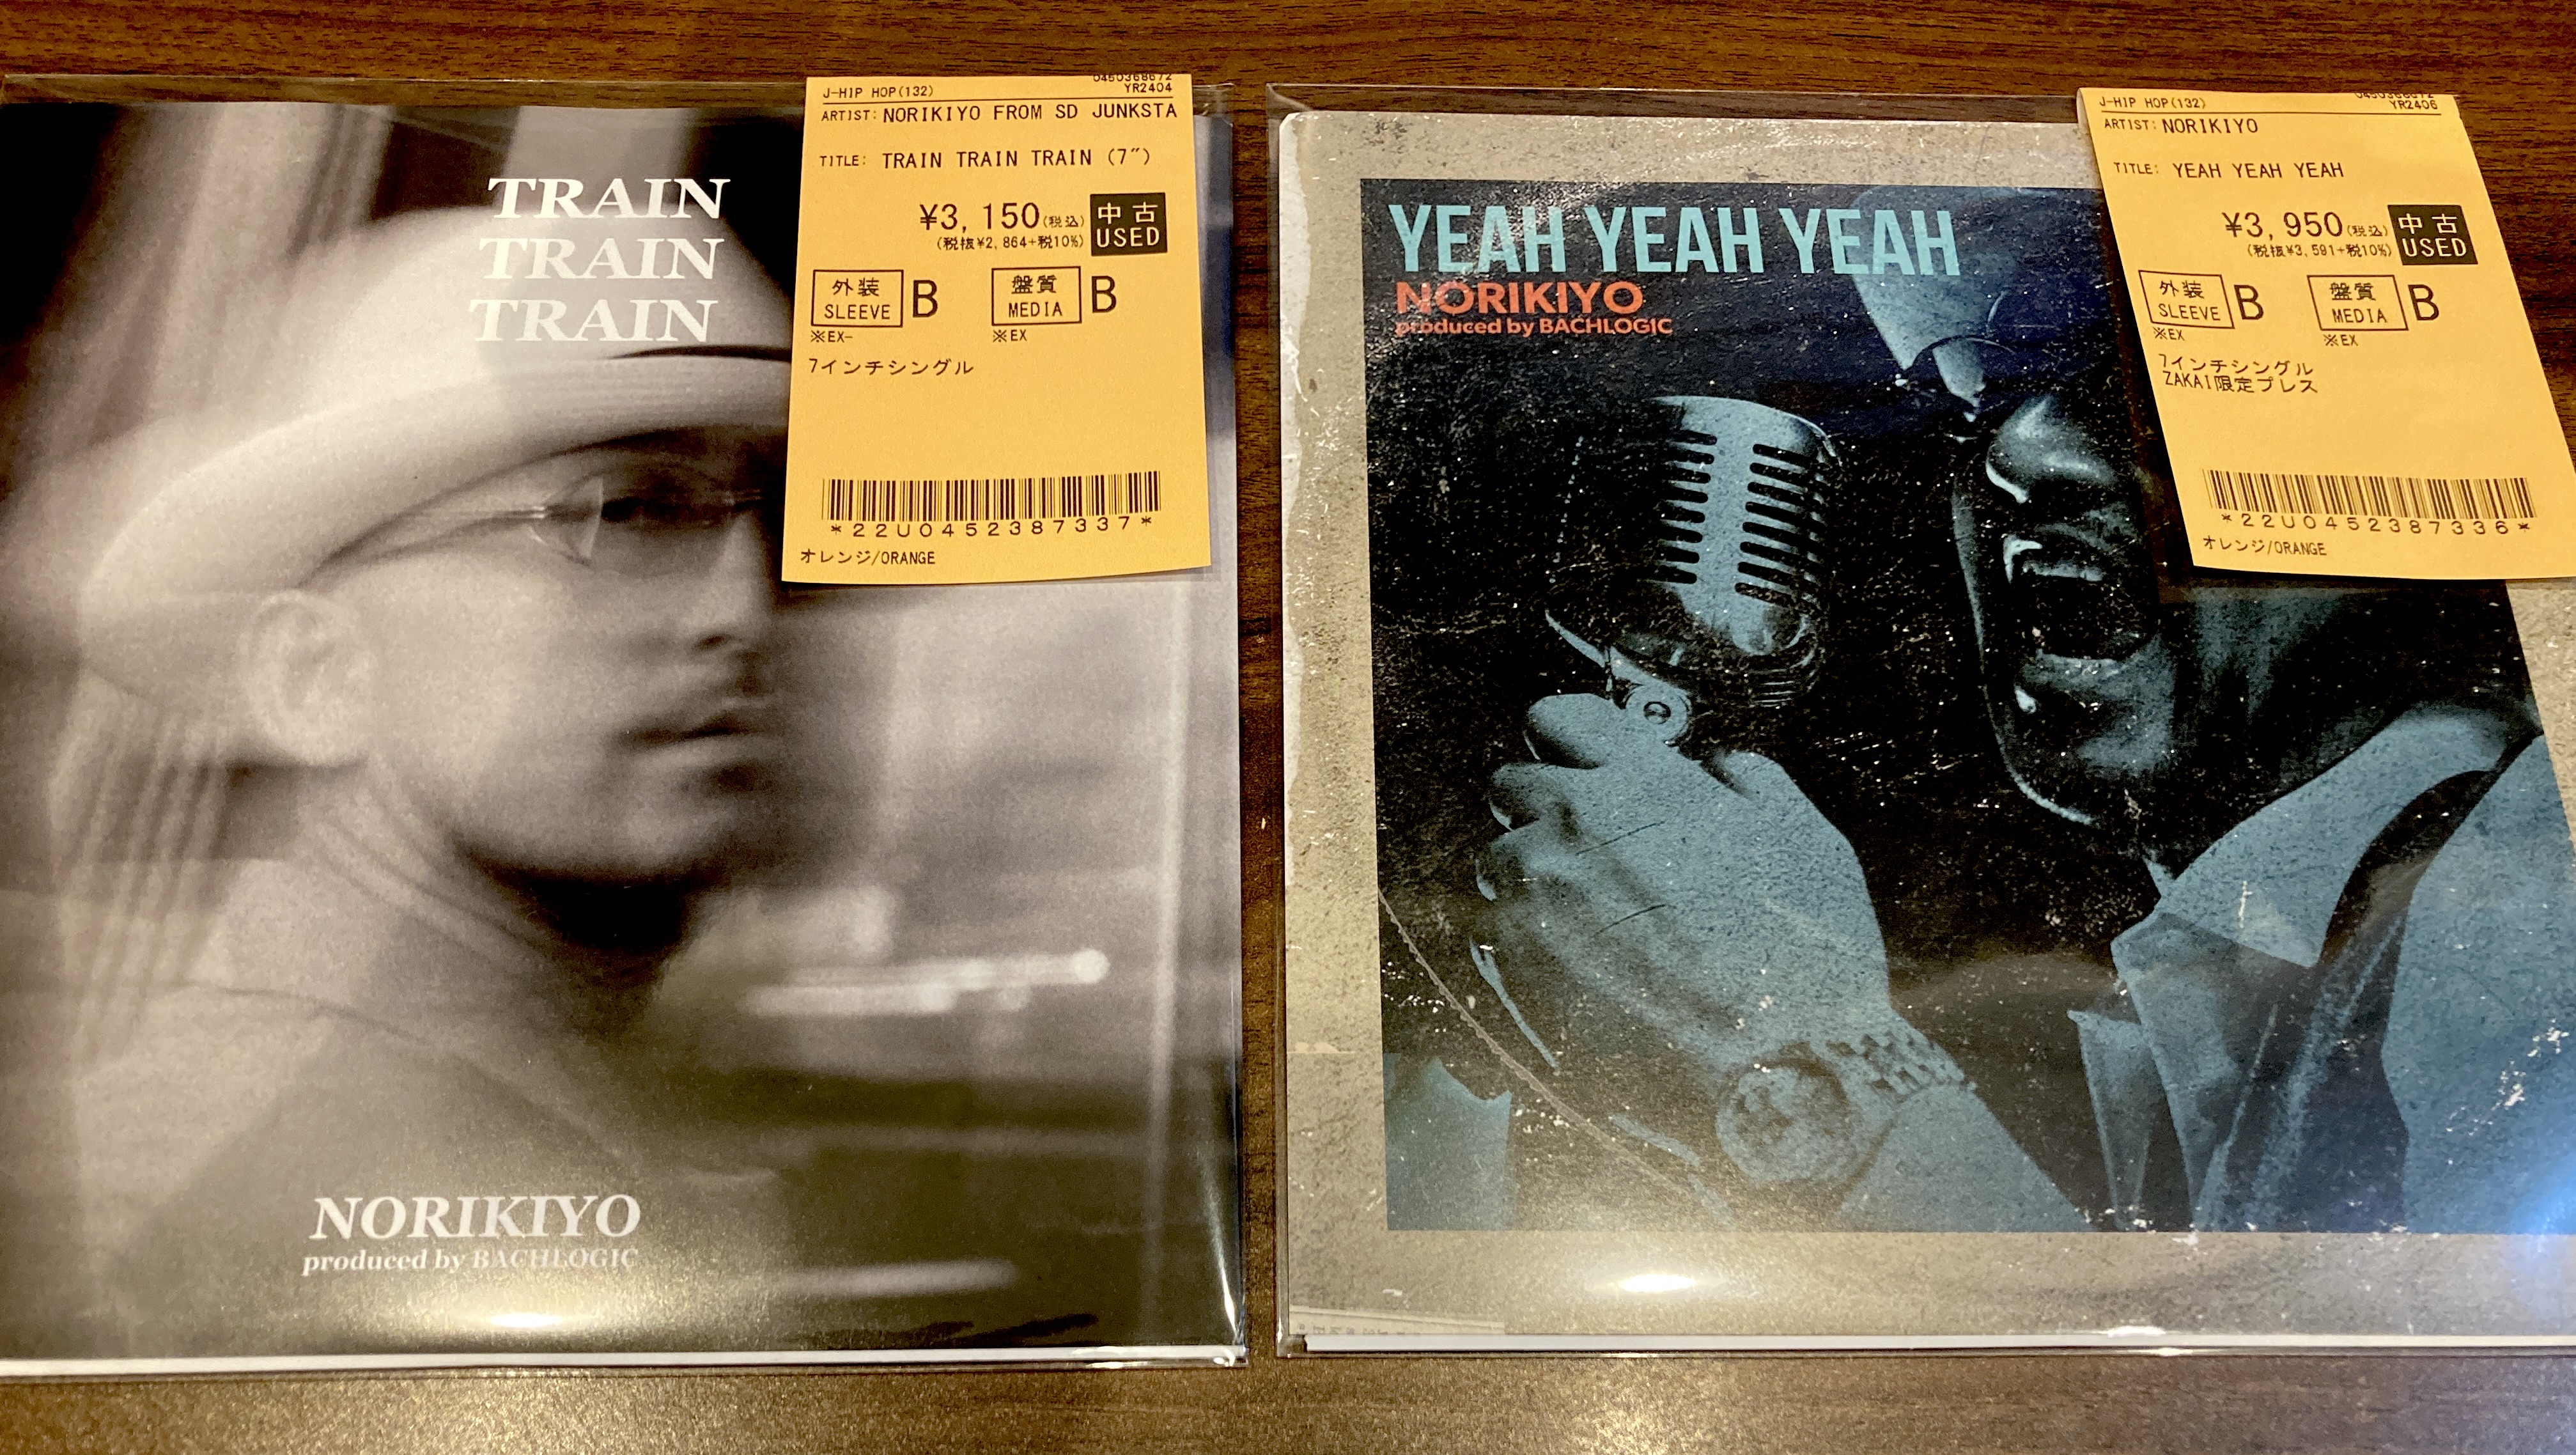 TRAIN
TRAIN
TRAIN
NORIKIYO
produced by BACHLOGIC
J-HIP HOP(132)
YR2404
ARTIST: NORIKIYO FROM SD JUNKSTA
TITLE: TRAIN TRAIN TRAIN (7")
¥3,150(税込)
(税抜¥2,864+税10%)
中古
USED
外装
SLEEVE
B
盤質
MEDIA
B
※EX-
※EX
7インチシングル
*22U0452387337*
オレンジ/ORANGE
YEAH YEAH YEAH
NORIKIYO
produced by BACHLOGIC
J-HIP HOP(132)
YR2406
ARTIST: NORIKIYO
TITLE: YEAH YEAH YEAH
¥3,950(税込)
(税抜¥3,591+税10%)
中古
USED
外装
SLEEVE
B
盤質
MEDIA
B
※EX
※EX
7インチシングル
ZAKAI限定プレス
*22U0452387336*
オレンジ/ORANGE